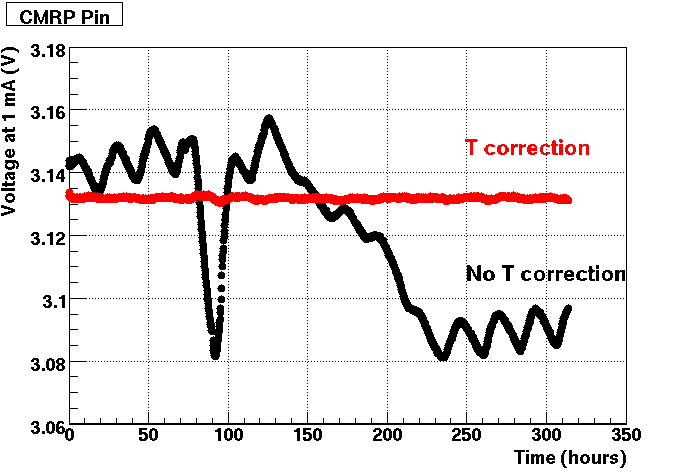 CMRP Pin
Voltage at 1 mA (V)
3.18
3.16
3.14
3.12
3.1
3.08
3.06
T correction
No T correction
0 50 100 150 200 250 300 350
Time (hours)